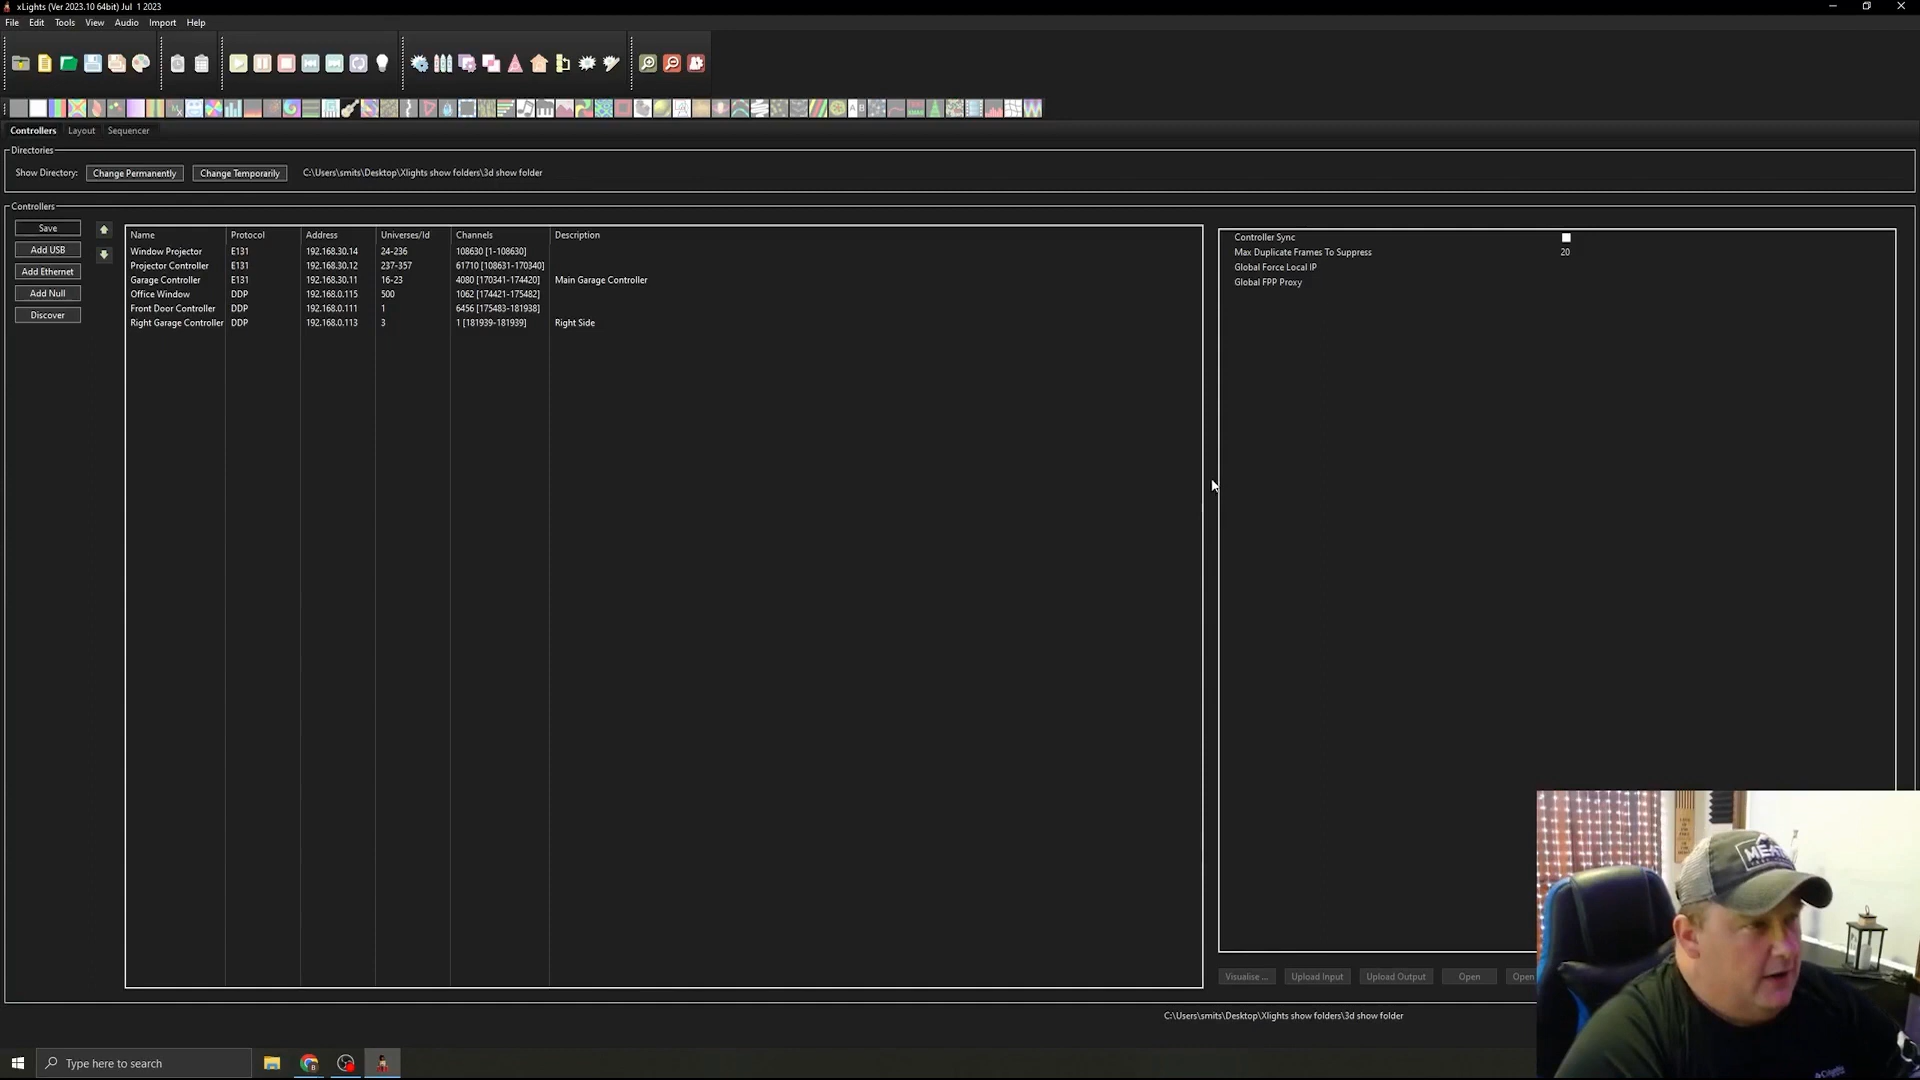 xLights (Ver 2023.10 64bit) Jul 1 2023
File Edit Tools View Audio Import Help
Controllers Layout Sequencer
Directories
Show Directory: Change Permanently Change Temporarily C:\Users\smits\Desktop\Xlights show folders\3d show folder
Controllers
Save
Add USB
Add Ethernet
Add Null
Discover
Name Protocol Address Universes/Id Channels Description
Window Projector E131 192.168.30.14 24-236 108630 [1-108630]
Projector Controller E131 192.168.30.12 237-357 61710 [108631-170340]
Garage Controller E131 192.168.30.11 16-23 4080 [170341-174420] Main Garage Controller
Office Window DDP 192.168.0.115 500 1062 [174421-175482]
Front Door Controller DDP 192.168.0.111 1 6456 [175483-181938]
Right Garage Controller DDP 192.168.0.113 3 1 [181939-181939] Right Side
Controller Sync
Max Duplicate Frames To Suppress 20
Global Force Local IP
Global FPP Proxy
Visualise ... Upload Input Upload Output Open Open
C:\Users\smits\Desktop\Xlights show folders\3d show folder
Type here to search